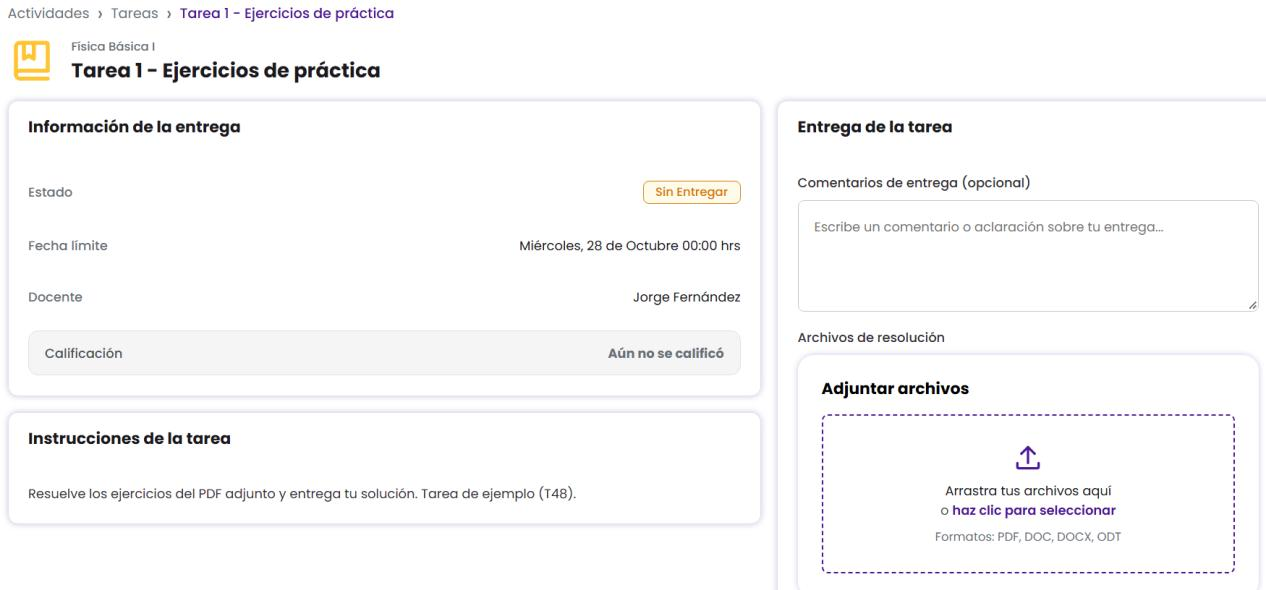 Actividades › Tareas › Tarea 1 - Ejercicios de práctica
Física Básica I
Tarea 1 - Ejercicios de práctica
Información de la entrega
Estado
Sin Entregar
Fecha límite
Miércoles, 28 de Octubre 00:00 hrs
Docente
Jorge Fernández
Calificación
Aún no se calificó
Instrucciones de la tarea
Resuelve los ejercicios del PDF adjunto y entrega tu solución. Tarea de ejemplo (T48).
Entrega de la tarea
Comentarios de entrega (opcional)
Escribe un comentario o aclaración sobre tu entrega...
Archivos de resolución
Adjuntar archivos
Arrastra tus archivos aquí
o haz clic para seleccionar
Formatos: PDF, DOC, DOCX, ODT